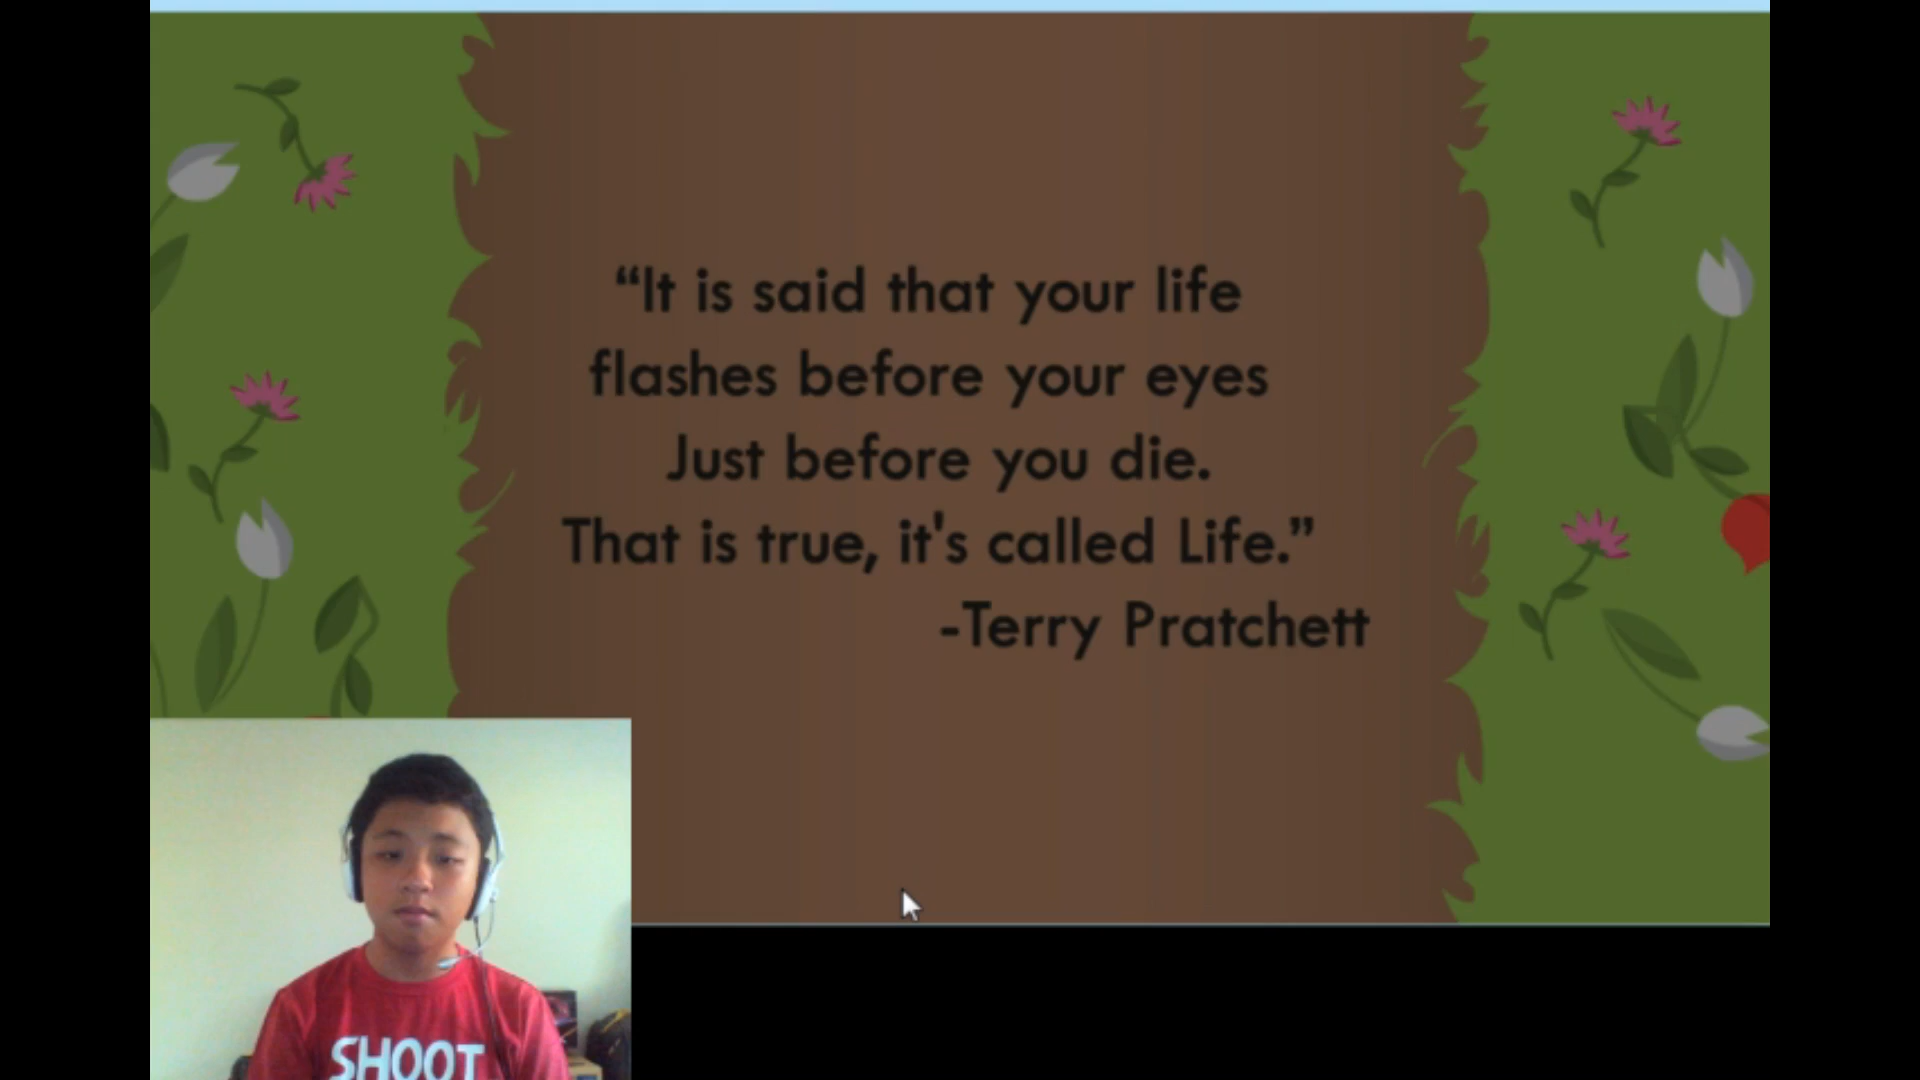 “It is said that your life
flashes before your eyes
Just before you die.
That is true, it's called Life.”
-Terry Pratchett
SHOOT